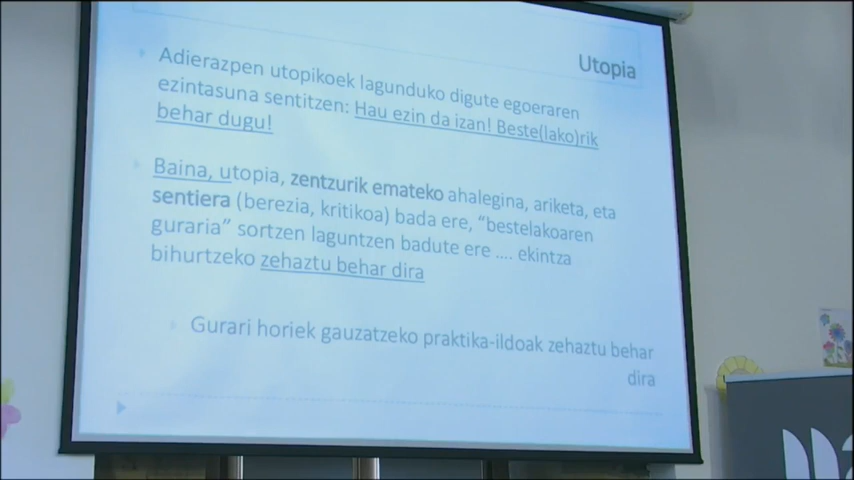 Utopia
Adierazpen utopikoek lagunduko digute egoeraren
ezintasuna sentitzen: Hau ezin da izan! Beste(lako)rik
behar dugu!
Baina, utopia, zentzurik emateko ahalegina, ariketa, eta
sentiera (berezia, kritikoa) bada ere, “bestelakoaren
guraria” sortzen laguntzen badute ere .... ekintza
bihurtzeko zehaztu behar dira
Gurari horiek gauzatzeko praktika-ildoak zehaztu behar
dira